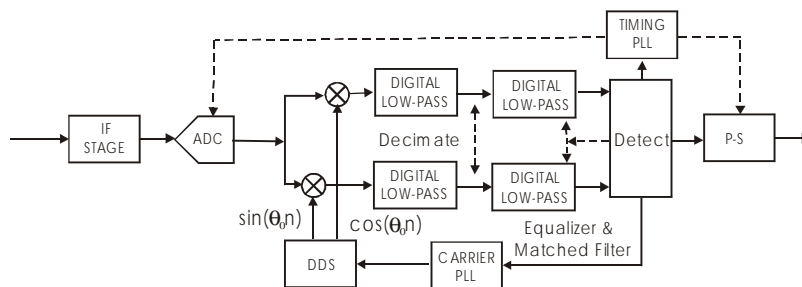 TIMING
PLL
DIGITAL
LOW-PASS
DIGITAL
LOW-PASS
IF
STAGE
ADC
Decimate
Detect
P-S
DIGITAL
LOW-PASS
DIGITAL
LOW-PASS
sin(θ₀n)
cos(θ₀n)
Equalizer &
Matched Filter
DDS
CARRIER
PLL